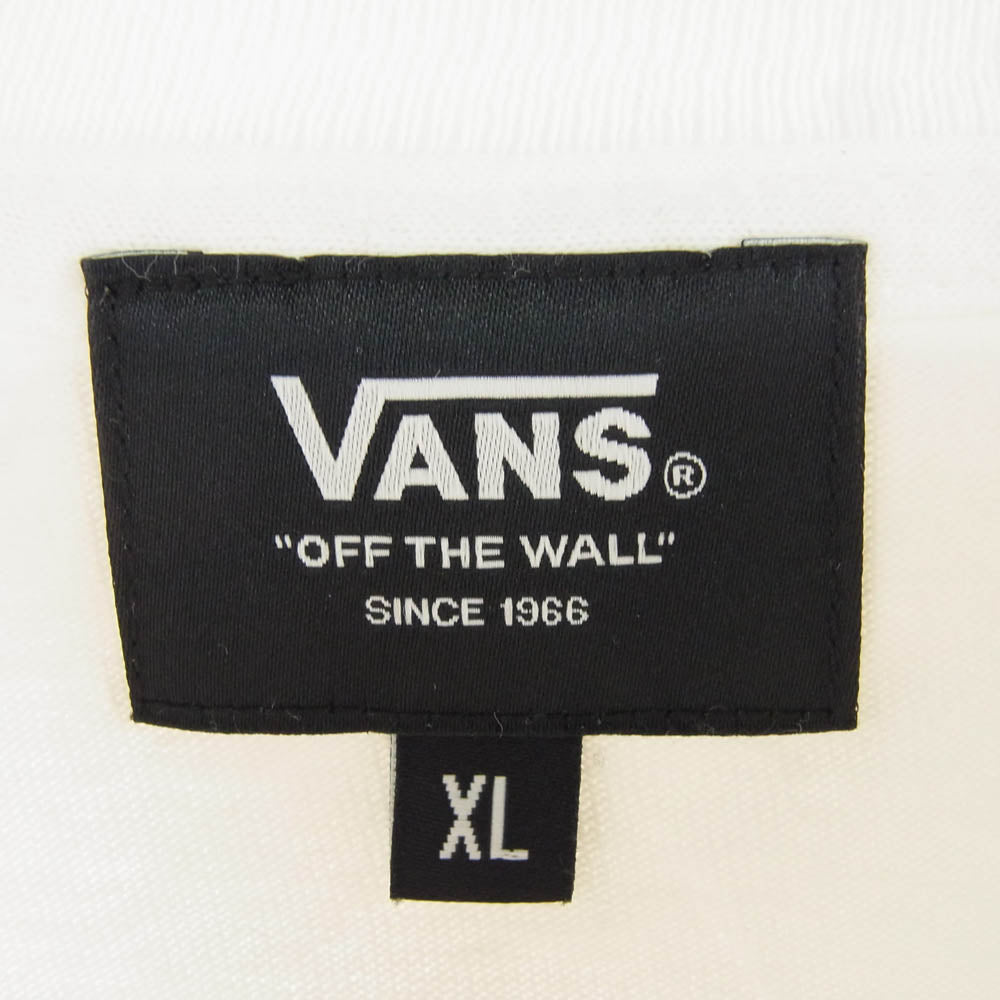 VANS®
"OFF THE WALL"
SINCE 1966
XL